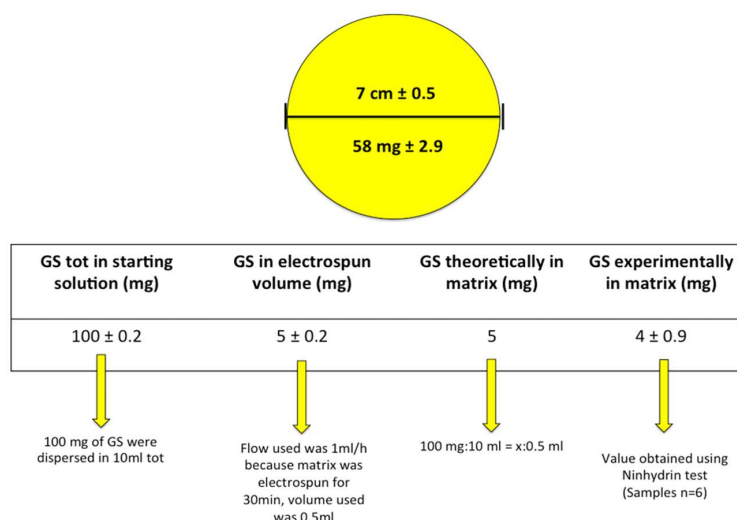 7 cm ± 0.5
58 mg ± 2.9
GS tot in starting
solution (mg)
GS in electrospun
volume (mg)
GS theoretically in
matrix (mg)
GS experimentally
in matrix (mg)
100 ± 0.2
5 ± 0.2
5
4 ± 0.9
100 mg of GS were
dispersed in 10ml tot
Flow used was 1ml/h
because matrix was
electrospun for
30min, volume used
was 0.5ml
100 mg:10 ml = x:0.5 ml
Value obtained using
Ninhydrin test
(Samples n=6)